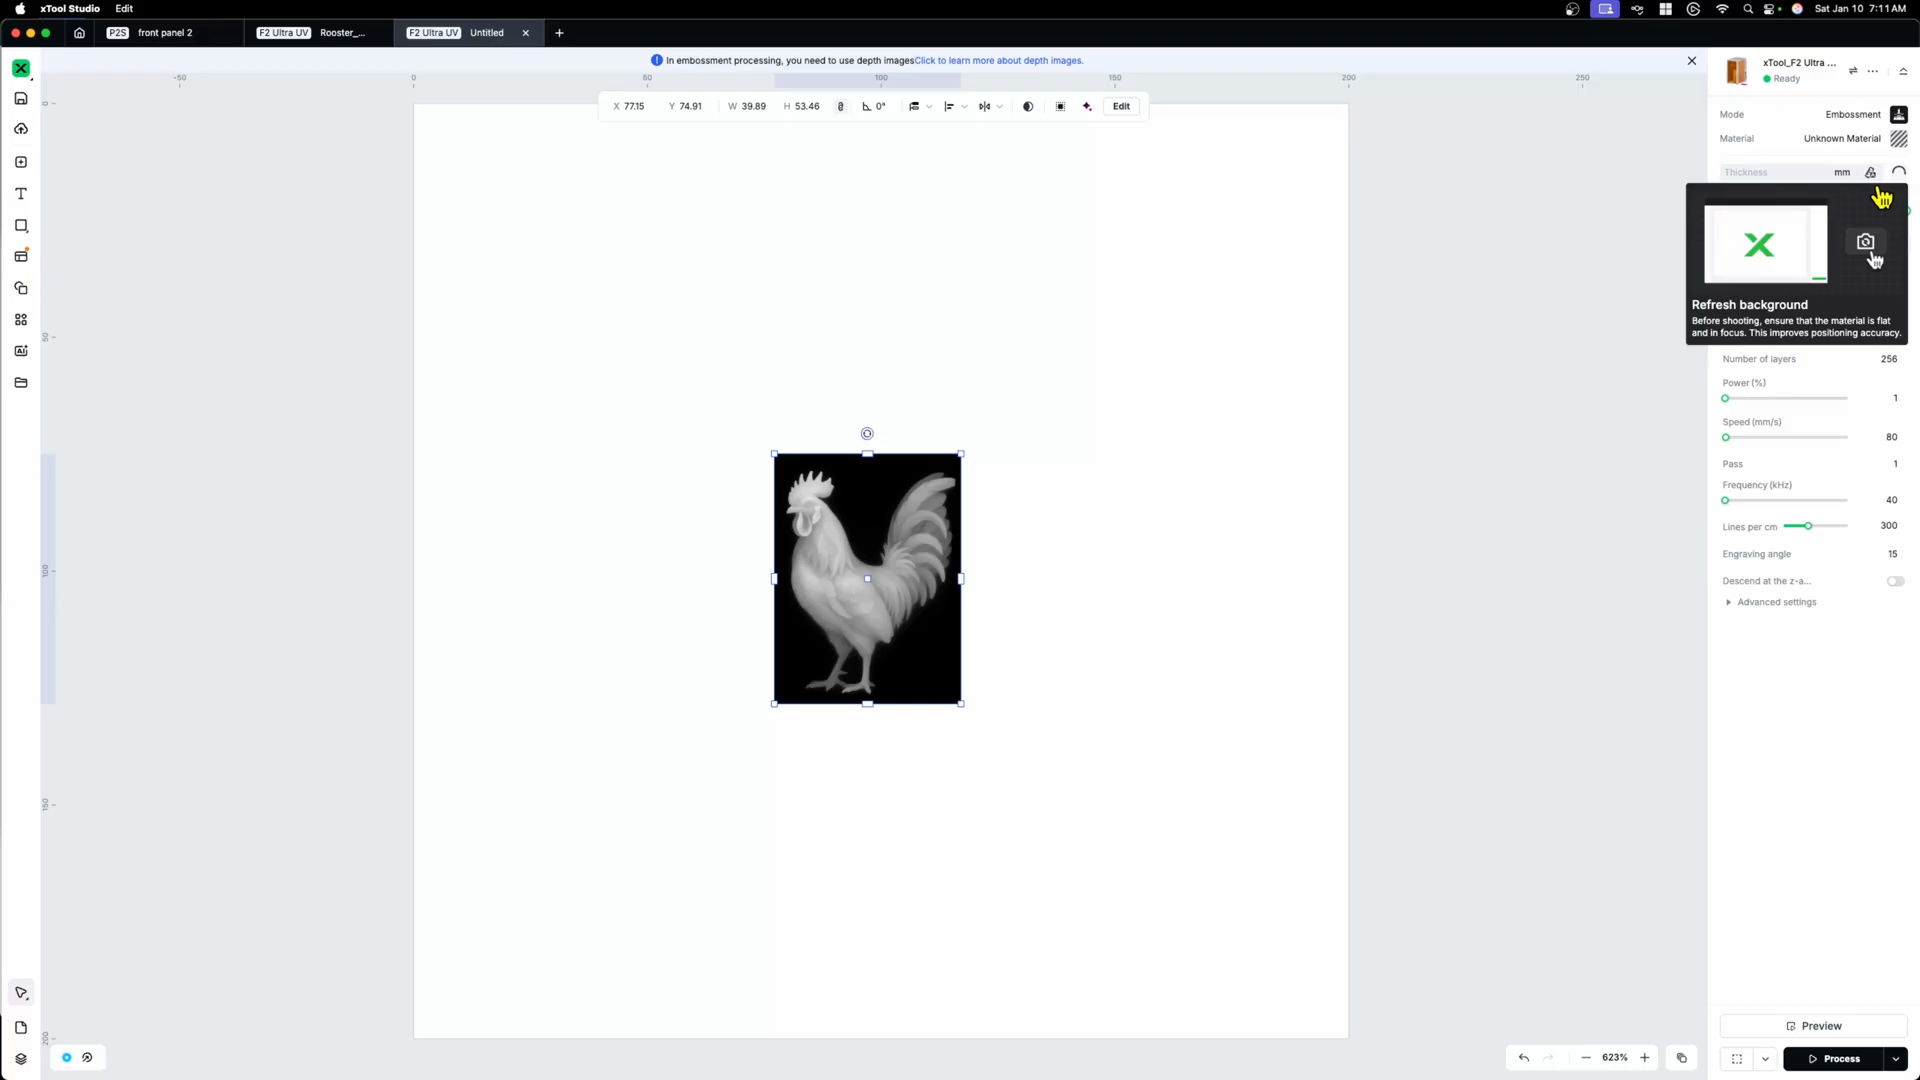 xTool Studio Edit Sat Jan 10 7:11 AM
P2S front panel 2 F2 Ultra UV Rooster_... F2 Ultra UV Untitled
In embossment processing, you need to use depth imagesClick to learn more about depth images.
-50 0 50 100 150 200 250
X 77.15 Y 74.91 W 39.89 H 53.46 0° Edit
xTool_F2 Ultra ...
Ready
Mode Embossment
Material Unknown Material
Thickness mm
Refresh background
Before shooting, ensure that the material is flat
and in focus. This improves positioning accuracy.
Number of layers 256
Power (%)
1
Speed (mm/s)
80
Pass 1
Frequency (kHz)
40
Lines per cm 300
Engraving angle 15
Descend at the z-a...
Advanced settings
0
50
100
150
200
Preview
623%
Process